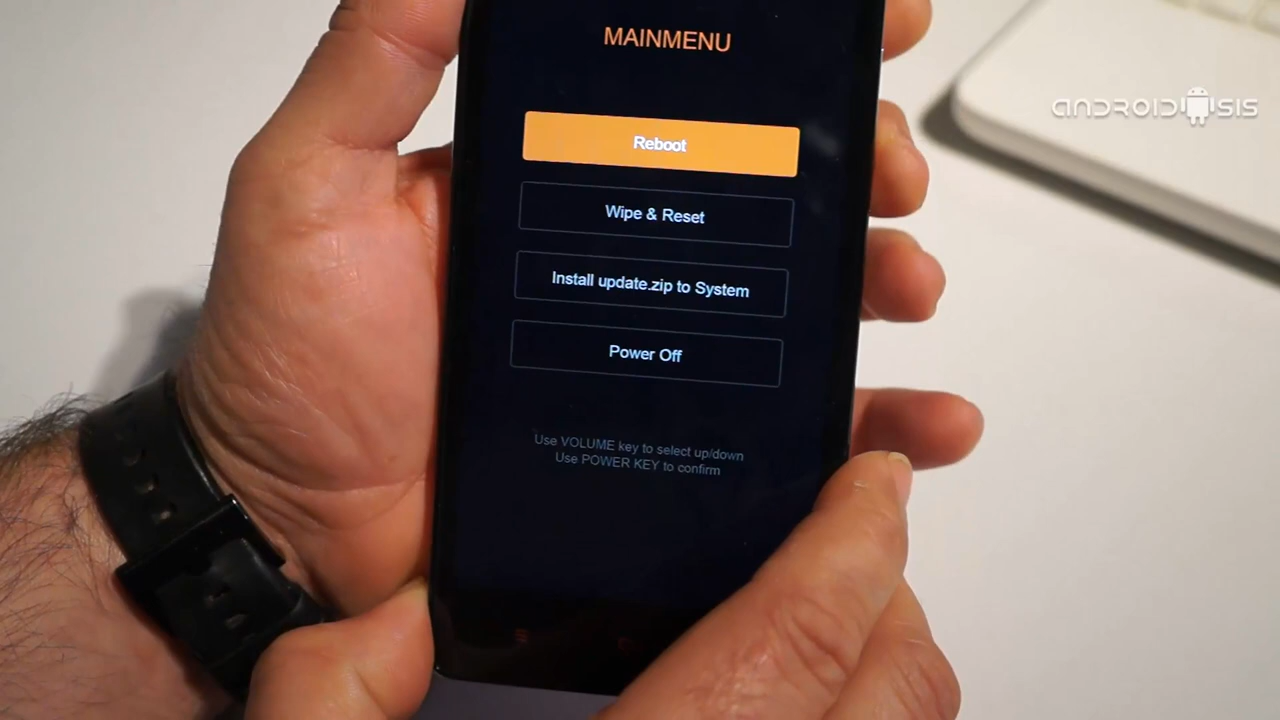 MAINMENU
ANDROIDSIS
Reboot
Wipe & Reset
Install update.zip to System
Power Off
Use VOLUME key to select up/down
Use POWER KEY to confirm